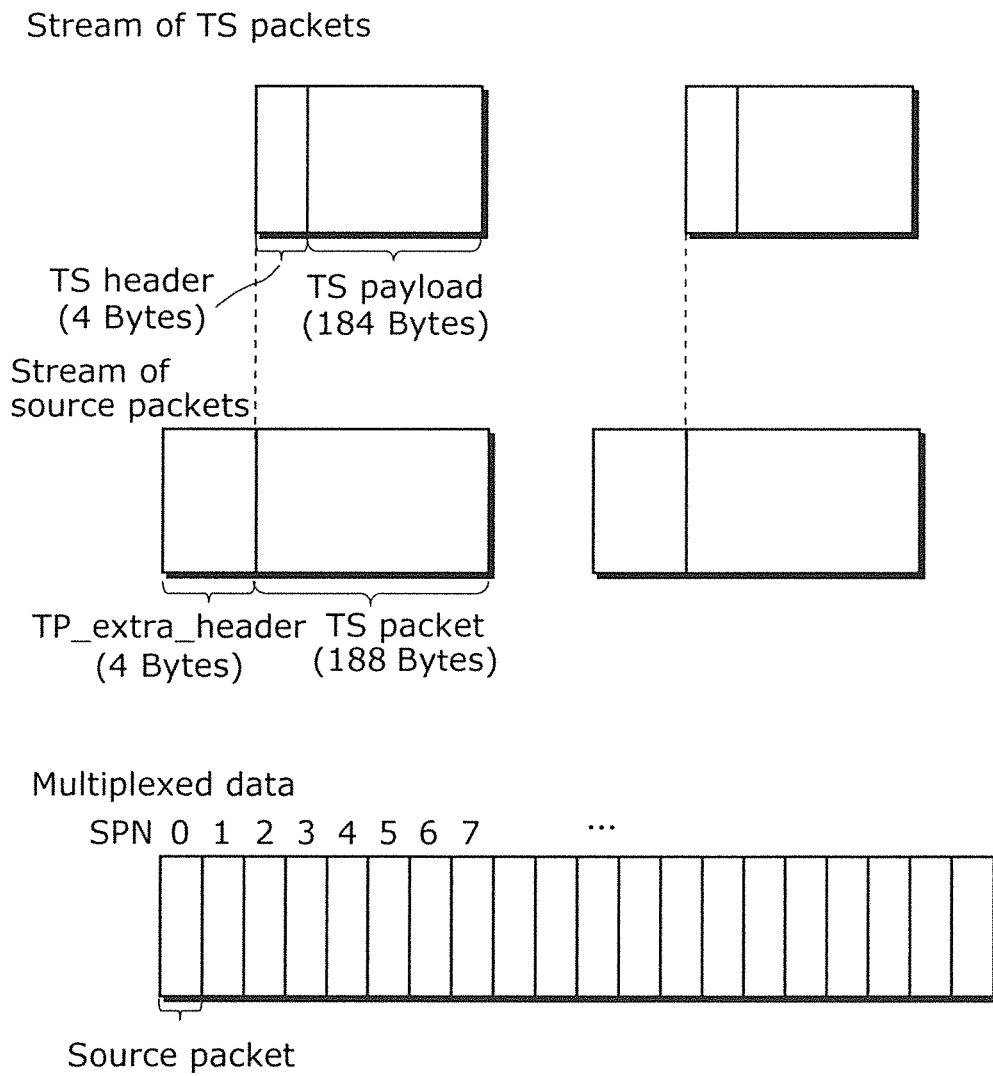 Stream of TS packets
TS header
(4 Bytes)
TS payload
(184 Bytes)
Stream of
source packets
TP_extra_header
(4 Bytes)
TS packet
(188 Bytes)
Multiplexed data
SPN 0 1 2 3 4 5 6 7 ...
Source packet